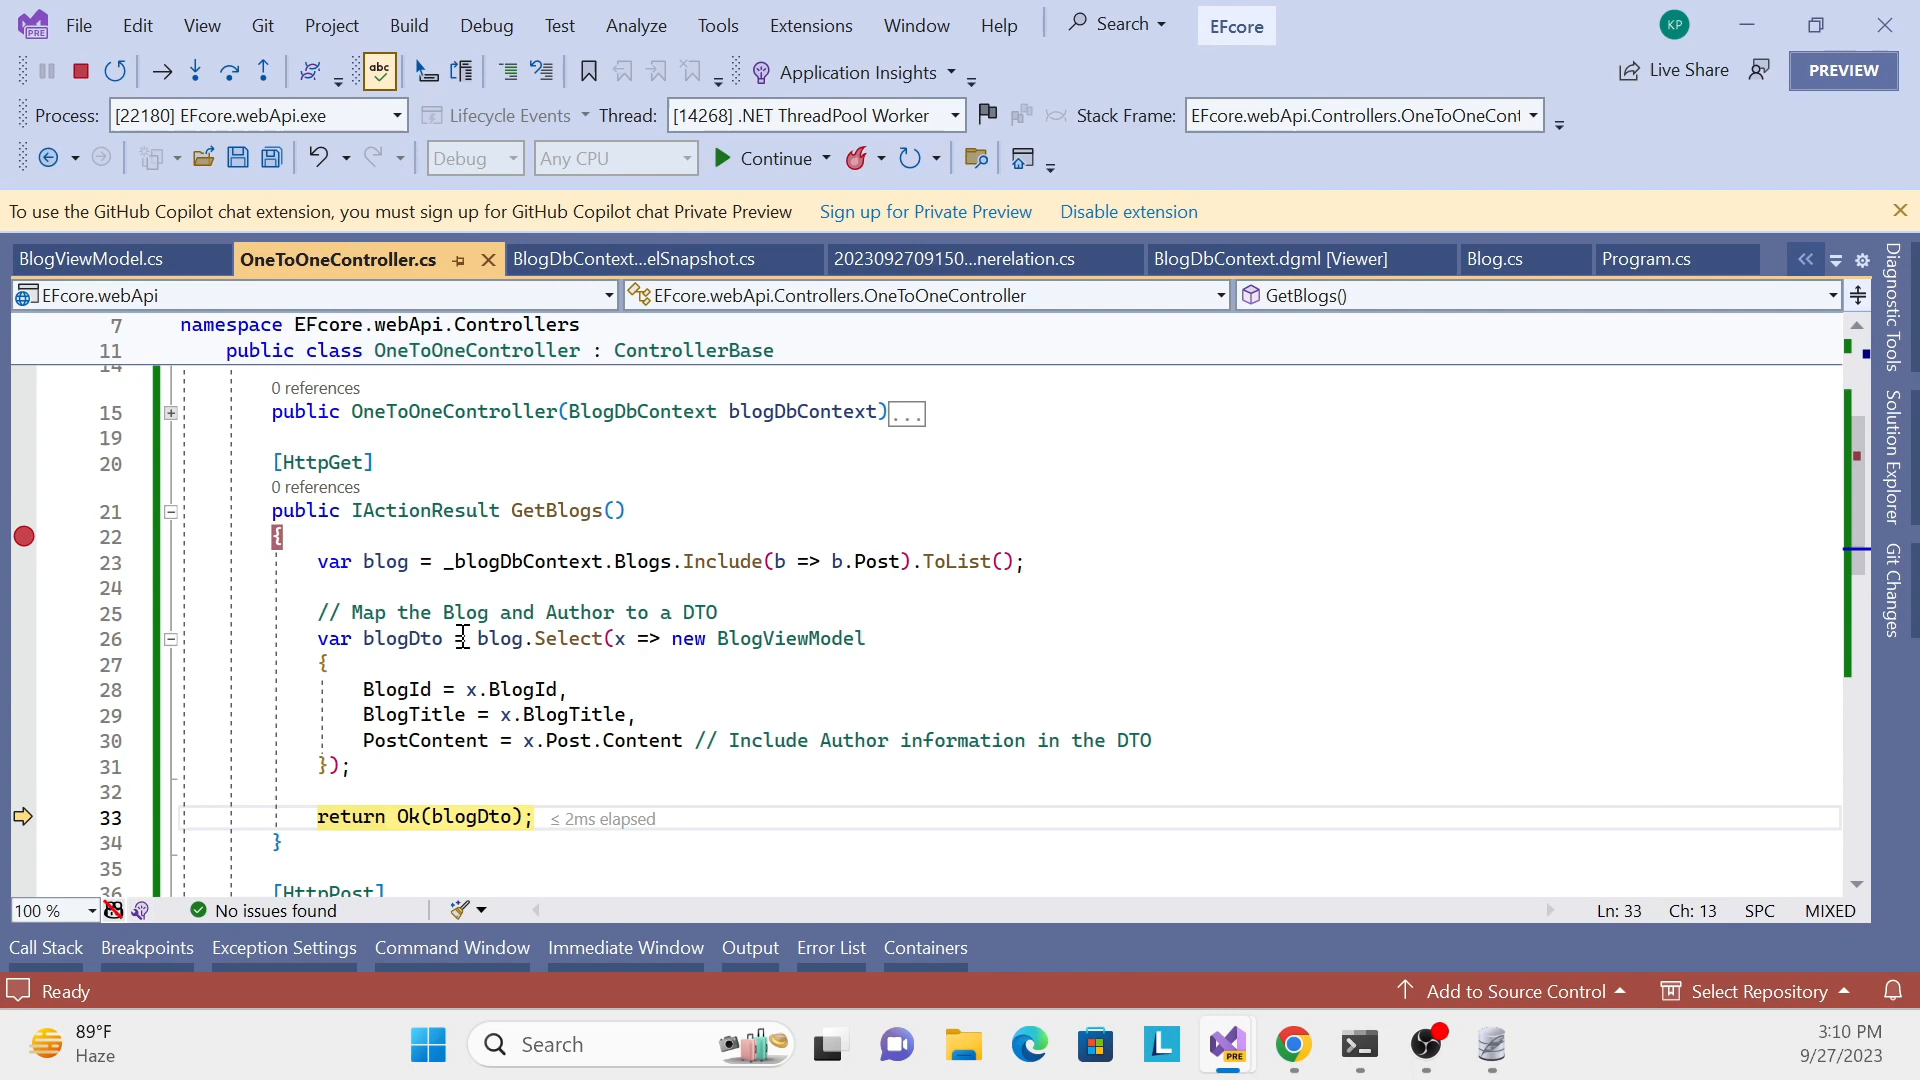 File Edit View Git Project Build Debug Test Analyze Tools Extensions Window Help Search EFcore KP
abc Application Insights Live Share PREVIEW
Process: [22180] EFcore.webApi.exe Lifecycle Events Thread: [14268] .NET ThreadPool Worker Stack Frame: EFcore.webApi.Controllers.OneToOneCont
Debug Any CPU Continue
To use the GitHub Copilot chat extension, you must sign up for GitHub Copilot chat Private Preview Sign up for Private Preview Disable extension
BlogViewModel.cs OneToOneController.cs BlogDbContext...elSnapshot.cs 2023092709150...nerelation.cs BlogDbContext.dgml [Viewer] Blog.cs Program.cs
EFcore.webApi EFcore.webApi.Controllers.OneToOneController GetBlogs()
7 namespace EFcore.webApi.Controllers
11 public class OneToOneController : ControllerBase
14
0 references
15 public OneToOneController(BlogDbContext blogDbContext)...
19
20 [HttpGet]
0 references
21 public IActionResult GetBlogs()
22 {
23 var blog = _blogDbContext.Blogs.Include(b => b.Post).ToList();
24
25 // Map the Blog and Author to a DTO
26 var blogDto = blog.Select(x => new BlogViewModel
27 {
28 BlogId = x.BlogId,
29 BlogTitle = x.BlogTitle,
30 PostContent = x.Post.Content // Include Author information in the DTO
31 });
32
33 return Ok(blogDto); ≤ 2ms elapsed
34 }
35
36 [HttpPost]
Diagnostic Tools
Solution Explorer
Git Changes
100 % No issues found Ln: 33 Ch: 13 SPC MIXED
Call Stack Breakpoints Exception Settings Command Window Immediate Window Output Error List Containers
Ready Add to Source Control Select Repository
89°F
Haze
Search
L
PRE
3:10 PM
9/27/2023